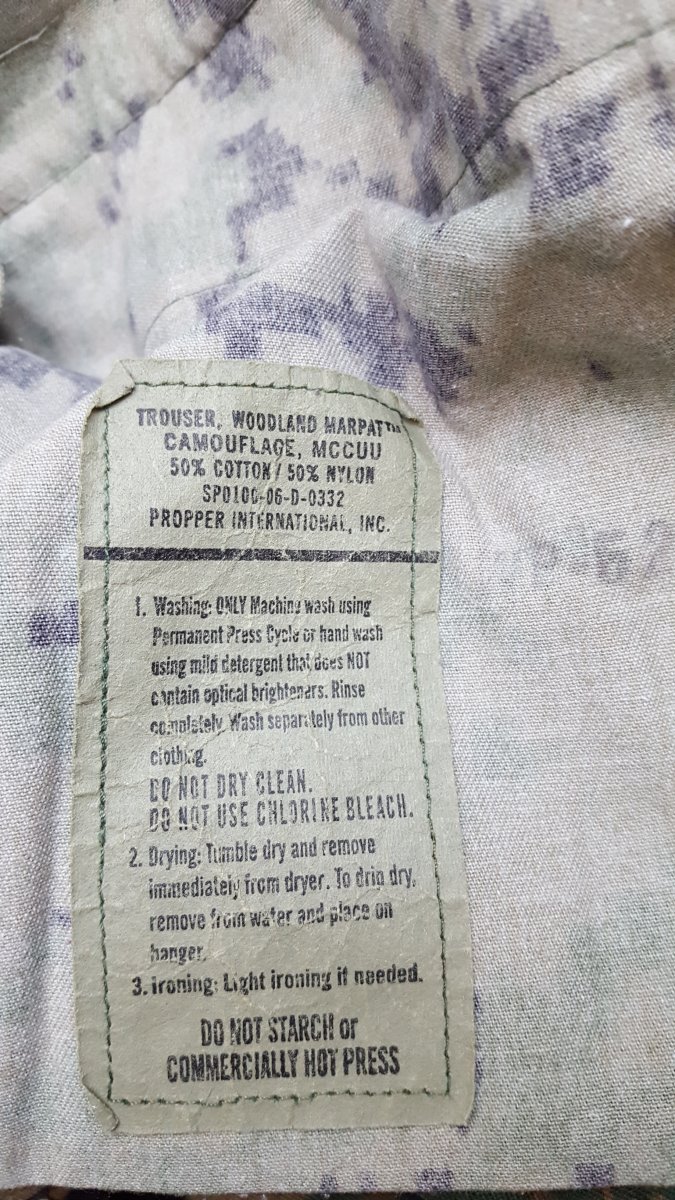 TROUSER, WOODLAND MARPAT™
CAMOUFLAGE, MCCUU
50% COTTON / 50% NYLON
SPO100-06-D-0332
PROPPER INTERNATIONAL, INC.
1. Washing: ONLY Machine wash using
Permanent Press Cycle or hand wash
using mild detergent that does NOT
contain optical brighteners. Rinse
completely. Wash separately from other
clothing.
DO NOT DRY CLEAN.
DO NOT USE CHLORINE BLEACH.
2. Drying: Tumble dry and remove
immediately from dryer. To drip dry,
remove from water and place on
hanger.
3. Ironing: Light ironing if needed.
DO NOT STARCH or
COMMERCIALLY HOT PRESS